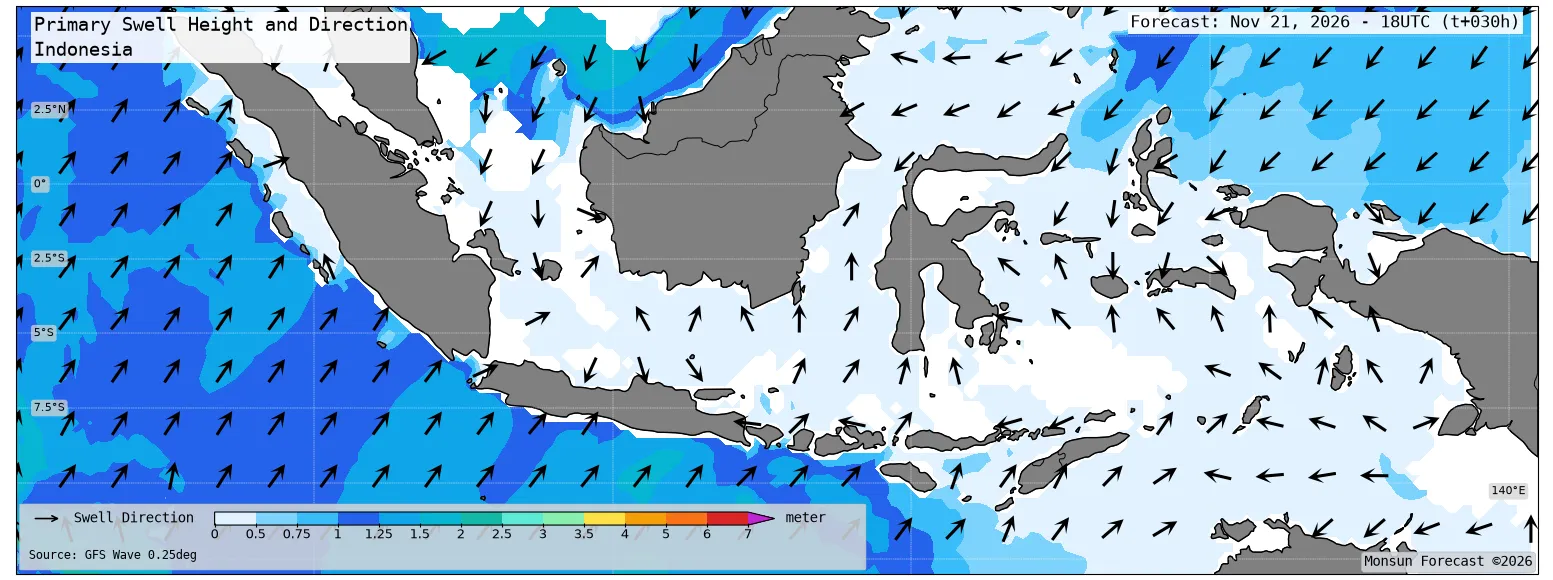 Primary Swell Height and Direction
Indonesia
Forecast: Nov 21, 2026 - 18UTC (t+030h)
2.5°N
0°
2.5°S
5°S
7.5°S
140°E
Swell Direction
0 0.5 0.75 1 1.25 1.5 2 2.5 3 3.5 4 5 6 7
meter
Source: GFS Wave 0.25deg
Monsun Forecast ©2026